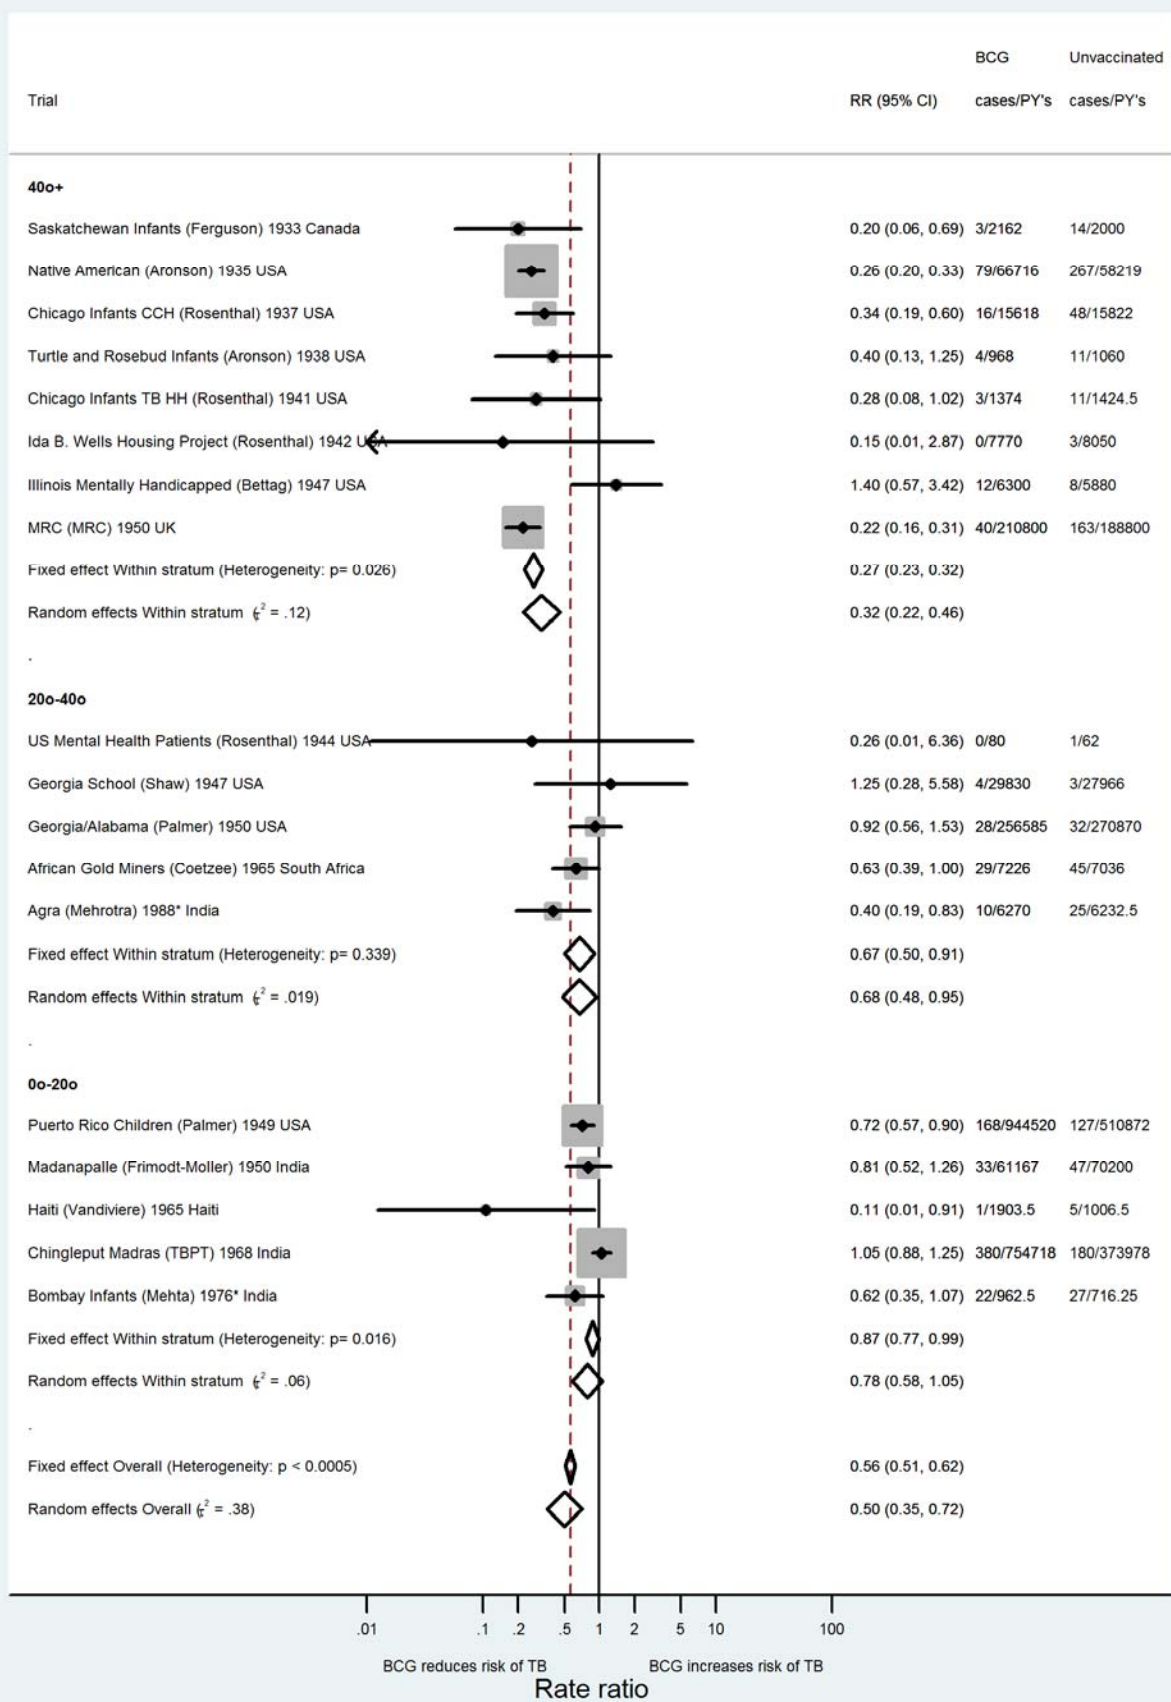 BCG Unvaccinated
Trial RR (95% CI) cases/PY's cases/PY's
40o+
Saskatchewan Infants (Ferguson) 1933 Canada 0.20 (0.06, 0.69) 3/2162 14/2000
Native American (Aronson) 1935 USA 0.26 (0.20, 0.33) 79/66716 267/58219
Chicago Infants CCH (Rosenthal) 1937 USA 0.34 (0.19, 0.60) 16/15618 48/15822
Turtle and Rosebud Infants (Aronson) 1938 USA 0.40 (0.13, 1.25) 4/968 11/1060
Chicago Infants TB HH (Rosenthal) 1941 USA 0.28 (0.08, 1.02) 3/1374 11/1424.5
Ida B. Wells Housing Project (Rosenthal) 1942 USA 0.15 (0.01, 2.87) 0/7770 3/8050
Illinois Mentally Handicapped (Bettag) 1947 USA 1.40 (0.57, 3.42) 12/6300 8/5880
MRC (MRC) 1950 UK 0.22 (0.16, 0.31) 40/210800 163/188800
Fixed effect Within stratum (Heterogeneity: p= 0.026) 0.27 (0.23, 0.32)
Random effects Within stratum (² = .12) 0.32 (0.22, 0.46)
.
20o-40o
US Mental Health Patients (Rosenthal) 1944 USA 0.26 (0.01, 6.36) 0/80 1/62
Georgia School (Shaw) 1947 USA 1.25 (0.28, 5.58) 4/29830 3/27966
Georgia/Alabama (Palmer) 1950 USA 0.92 (0.56, 1.53) 28/256585 32/270870
African Gold Miners (Coetzee) 1965 South Africa 0.63 (0.39, 1.00) 29/7226 45/7036
Agra (Mehrotra) 1988* India 0.40 (0.19, 0.83) 10/6270 25/6232.5
Fixed effect Within stratum (Heterogeneity: p= 0.339) 0.67 (0.50, 0.91)
Random effects Within stratum (² = .019) 0.68 (0.48, 0.95)
.
0o-20o
Puerto Rico Children (Palmer) 1949 USA 0.72 (0.57, 0.90) 168/944520 127/510872
Madanapalle (Frimodt-Moller) 1950 India 0.81 (0.52, 1.26) 33/61167 47/70200
Haiti (Vandiviere) 1965 Haiti 0.11 (0.01, 0.91) 1/1903.5 5/1006.5
Chingleput Madras (TBPT) 1968 India 1.05 (0.88, 1.25) 380/754718 180/373978
Bombay Infants (Mehta) 1976* India 0.62 (0.35, 1.07) 22/962.5 27/716.25
Fixed effect Within stratum (Heterogeneity: p= 0.016) 0.87 (0.77, 0.99)
Random effects Within stratum (² = .06) 0.78 (0.58, 1.05)
.
Fixed effect Overall (Heterogeneity: p < 0.0005) 0.56 (0.51, 0.62)
Random effects Overall (² = .38) 0.50 (0.35, 0.72)
.01 .1 .2 .5 1 2 5 10 100
BCG reduces risk of TB BCG increases risk of TB
Rate ratio